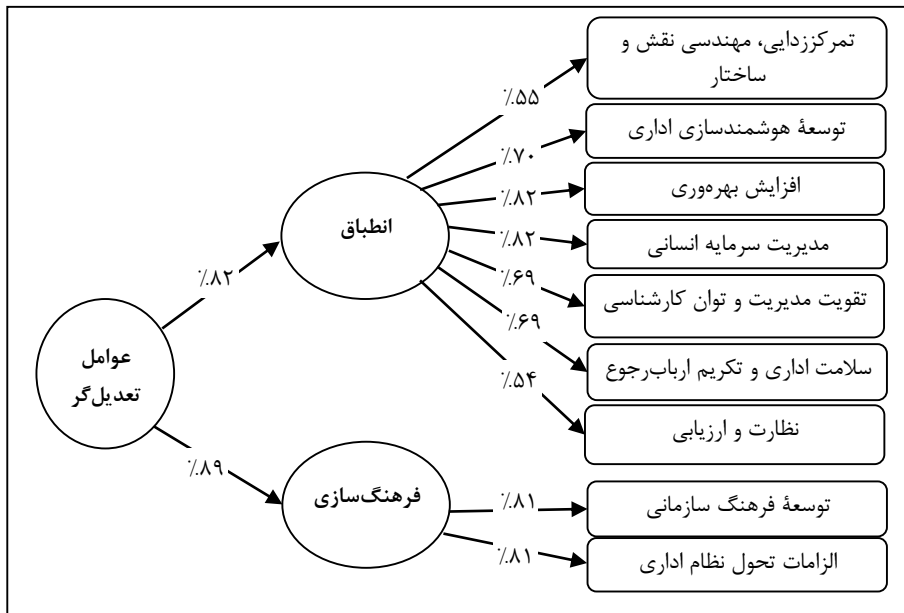 تمرکززدایی، مهندسی نقش و
ساختار
٪۵۵
توسعهٔ هوشمندسازی اداری
٪۷۰
افزایش بهره‌وری
٪۸۲
انطباق
مدیریت سرمایه انسانی
٪۸۲
٪۸۲
تقویت مدیریت و توان کارشناسی
٪۶۹
سلامت اداری و تکریم ارباب‌رجوع
٪۶۹
عوامل
تعدیل‌گر
نظارت و ارزیابی
٪۵۴
٪۸۹
فرهنگ‌سازی
توسعهٔ فرهنگ سازمانی
٪۸۱
الزامات تحول نظام اداری
٪۸۱